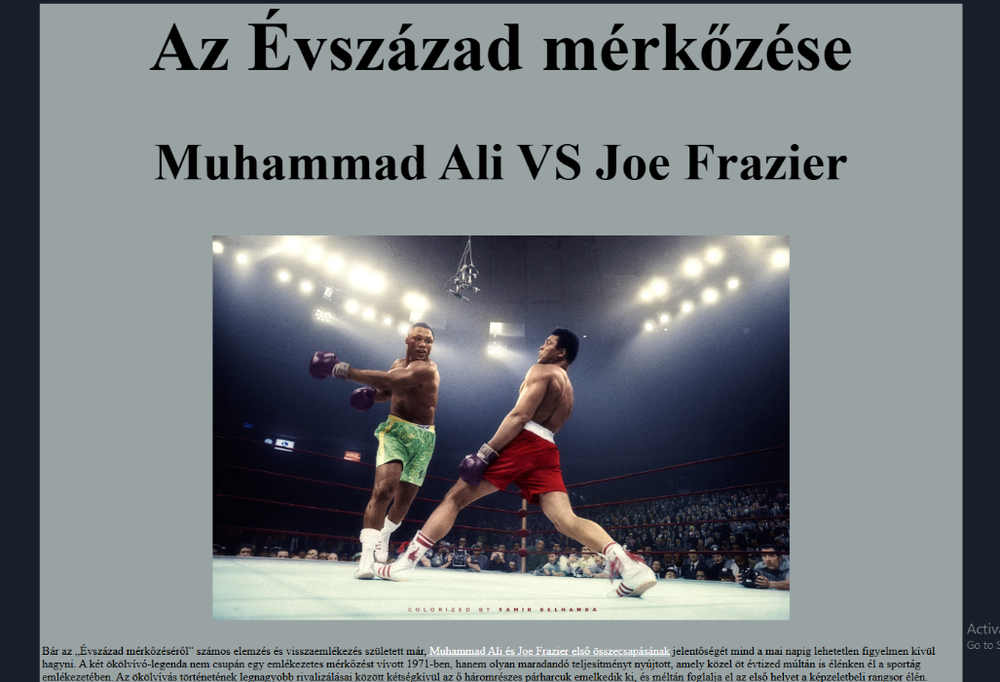 Az Évszázad mérkőzése
Muhammad Ali VS Joe Frazier
COLORIZED BY SAMIR BELHAMRA
Bár az „Évszázad mérkőzéséről” számos elemzés és visszaemlékezés született már, Muhammad Ali és Joe Frazier első összecsapásának jelentőségét mind a mai napig lehetetlen figyelmen kívül
hagyni. A két ökölvívó-legenda nem csupán egy emlékezetes mérkőzést vívott 1971-ben, hanem olyan maradandó teljesítményt nyújtott, amely közel öt évtized múltán is élénken él a sportág
emlékezetében. Az ökölvívás történetének legnagyobb rivalizálásai között kétségkívül az ő háromrészes párharcuk emelkedik ki, és méltán foglalja el az első helyet a képzeletbeli rangsor élén.
Activa
Go to S